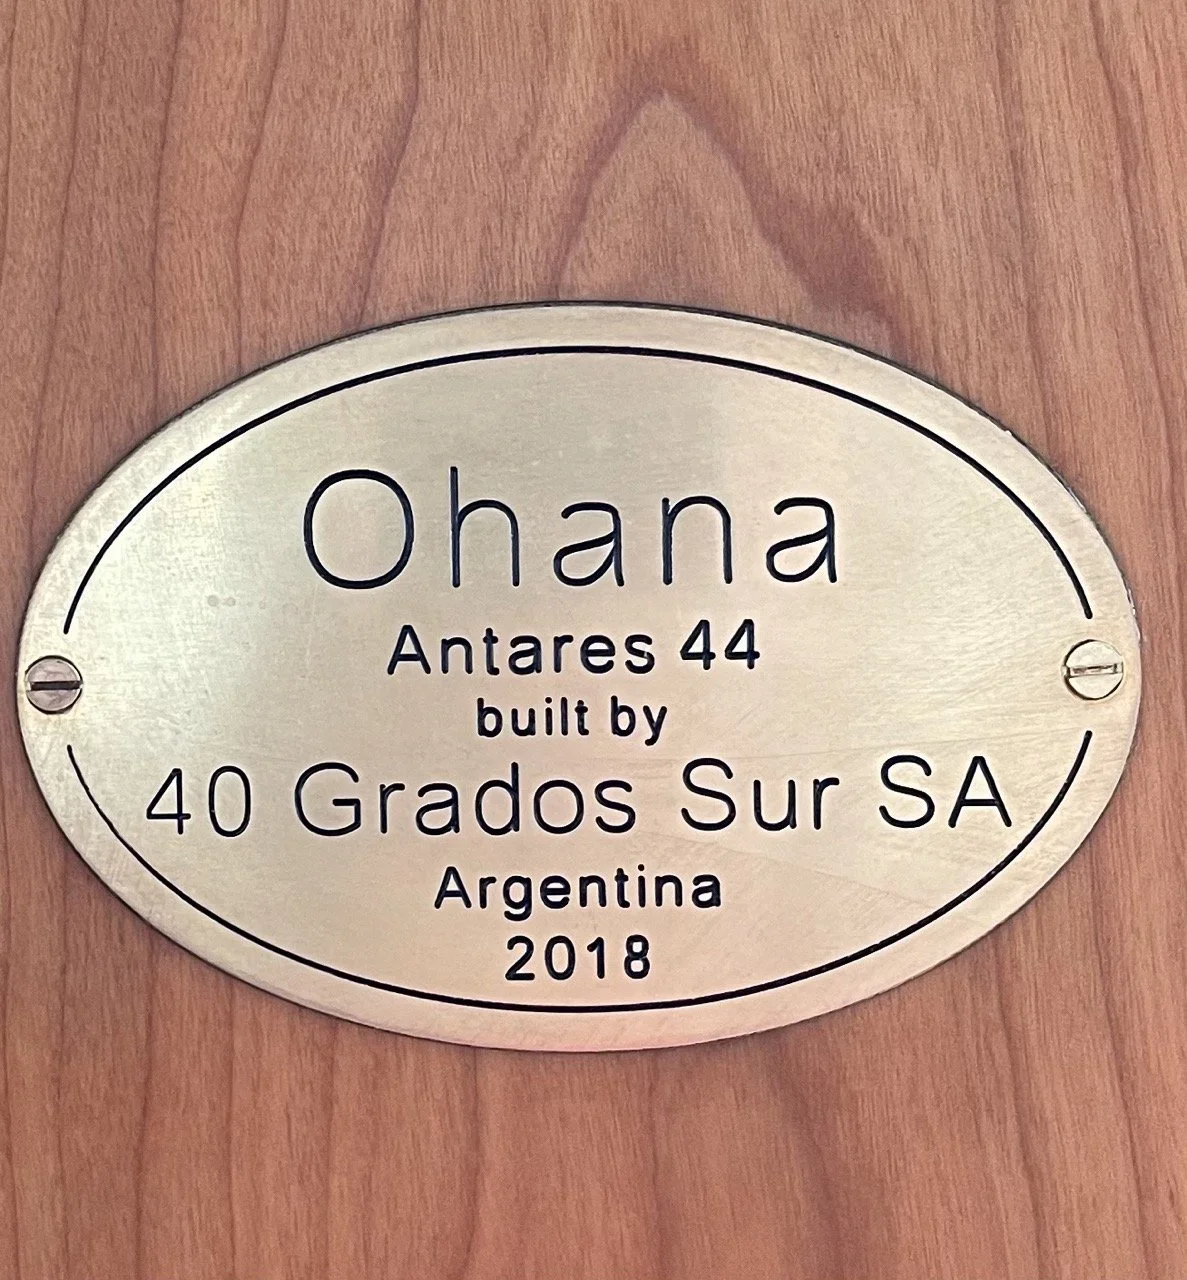 Ohana
Antares 44
built by
40 Grados Sur SA
Argentina
2018